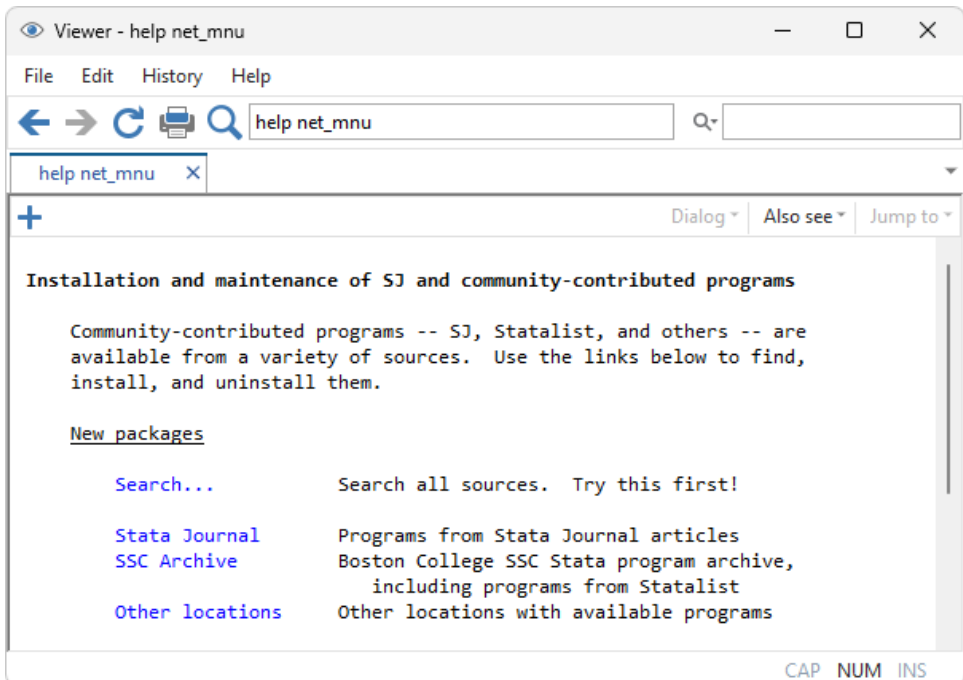 Viewer - help net_mnu
File Edit History Help
help net_mnu
help net_mnu
Dialog Also see Jump to
Installation and maintenance of SJ and community-contributed programs
Community-contributed programs -- SJ, Statalist, and others -- are
available from a variety of sources.  Use the links below to find,
install, and uninstall them.
New packages
Search... Search all sources.  Try this first!
Stata Journal Programs from Stata Journal articles
SSC Archive Boston College SSC Stata program archive,
including programs from Statalist
Other locations Other locations with available programs
CAP NUM INS